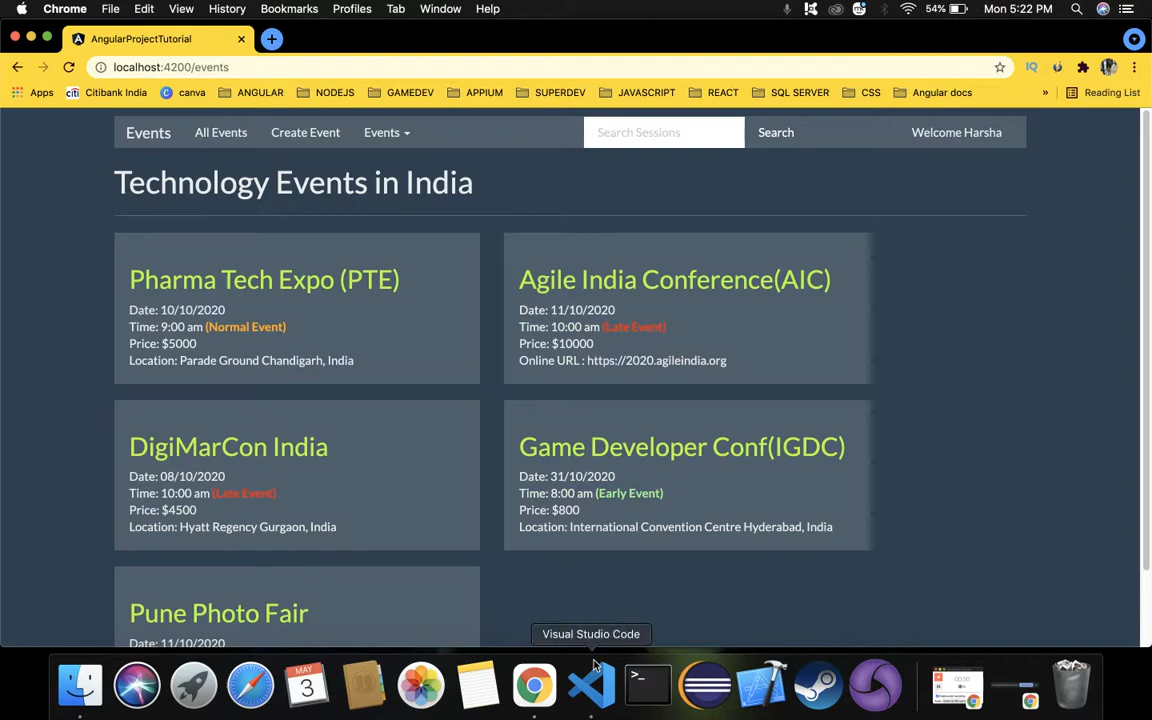 Chrome File Edit View History Bookmarks Profiles Tab Window Help 54% Mon 5:22 PM
AngularProjectTutorial
localhost:4200/events
Apps citi Citibank India canva ANGULAR NODEJS GAMEDEV APPIUM SUPERDEV JAVASCRIPT REACT SQL SERVER CSS Angular docs » Reading List
Events All Events Create Event Events Search Sessions Search Welcome Harsha
Technology Events in India
Pharma Tech Expo (PTE)
Date: 10/10/2020
Time: 9:00 am (Normal Event)
Price: $5000
Location: Parade Ground Chandigarh, India
Agile India Conference(AIC)
Date: 11/10/2020
Time: 10:00 am (Late Event)
Price: $10000
Online URL : https://2020.agileindia.org
DigiMarCon India
Date: 08/10/2020
Time: 10:00 am (Late Event)
Price: $4500
Location: Hyatt Regency Gurgaon, India
Game Developer Conf(IGDC)
Date: 31/10/2020
Time: 8:00 am (Early Event)
Price: $800
Location: International Convention Centre Hyderabad, India
Pune Photo Fair
Date: 11/10/2020
Visual Studio Code
MAY
3